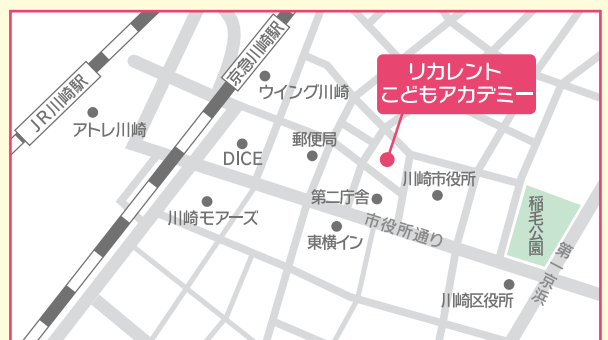 JR川崎駅
京急川崎駅
アトレ川崎
ウイング川崎
リカレント
こどもアカデミー
DICE
郵便局
川崎市役所
第二庁舎
川崎モアーズ
東横イン
市役所通り
稲毛公園
第一京浜
川崎区役所